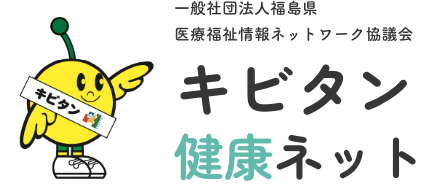 一般社団法人福島県
医療福祉情報ネットワーク協議会
キビタン
健康ネット
キビタン